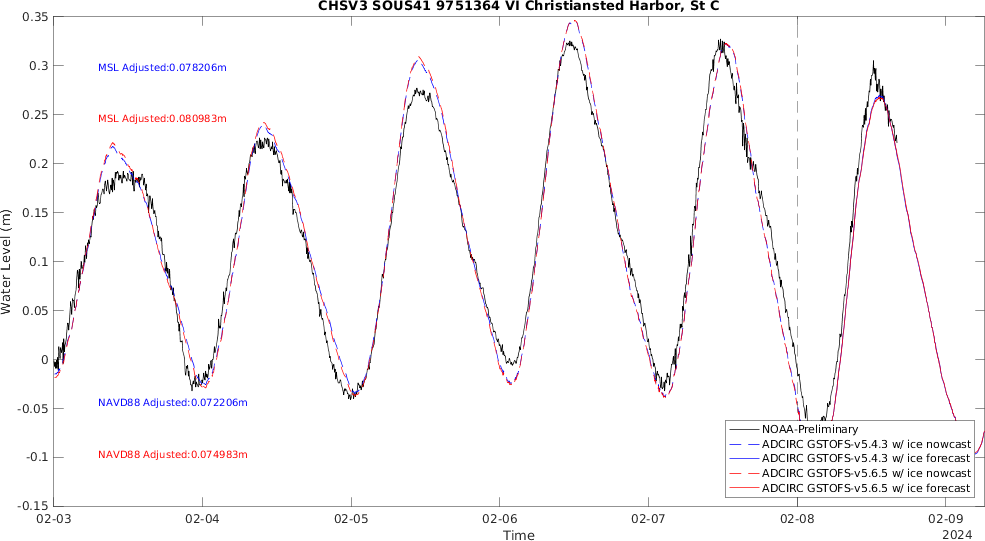 CHSV3 SOUS41 9751364 VI Christiansted Harbor, St C
0.35
0.3
0.25
0.2
0.15
0.1
0.05
0
-0.05
-0.1
-0.15
Water Level (m)
MSL Adjusted:0.078206m
MSL Adjusted:0.080983m
NAVD88 Adjusted:0.072206m
NAVD88 Adjusted:0.074983m
NOAA-Preliminary
ADCIRC GSTOFS-v5.4.3 w/ ice nowcast
ADCIRC GSTOFS-v5.4.3 w/ ice forecast
ADCIRC GSTOFS-v5.6.5 w/ ice nowcast
ADCIRC GSTOFS-v5.6.5 w/ ice forecast
02-03 02-04 02-05 02-06 02-07 02-08 02-09
2024
Time